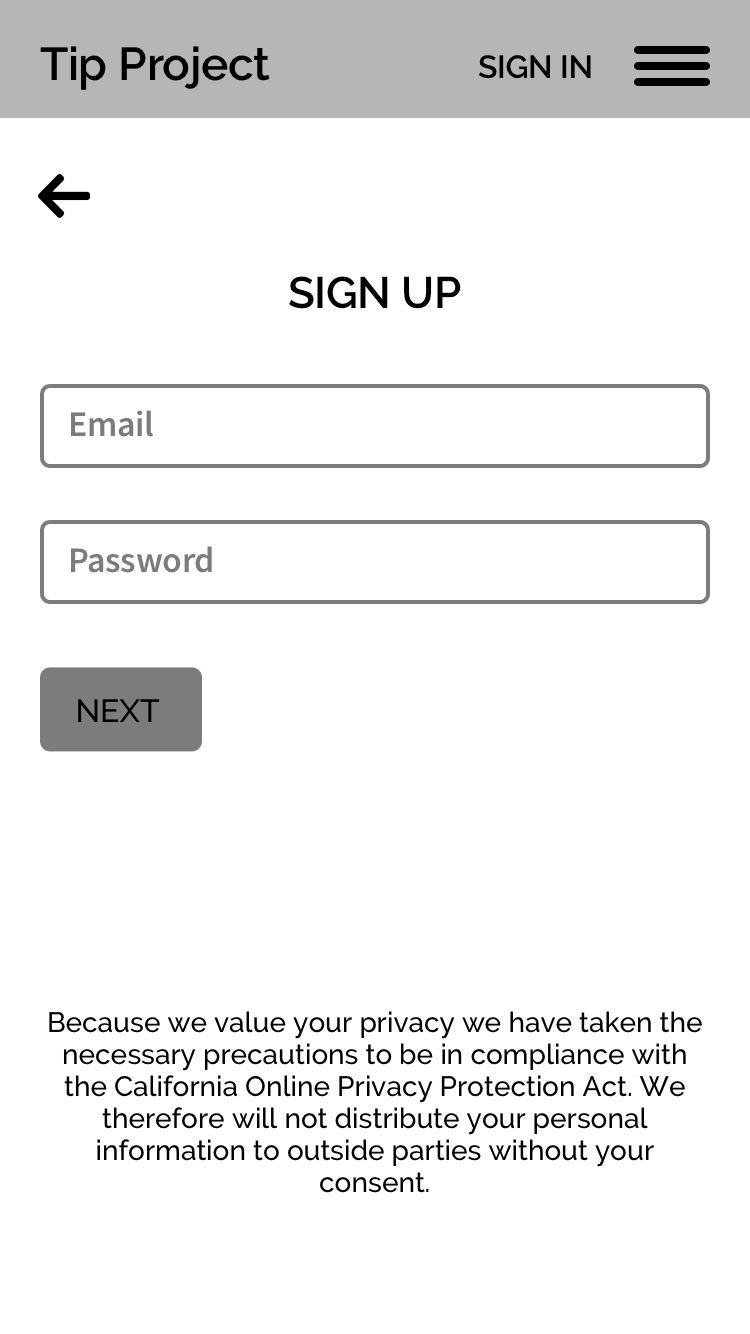 Tip Project
SIGN IN
SIGN UP
Email
Password
NEXT
Because we value your privacy we have taken the
necessary precautions to be in compliance with
the California Online Privacy Protection Act. We
therefore will not distribute your personal
information to outside parties without your
consent.